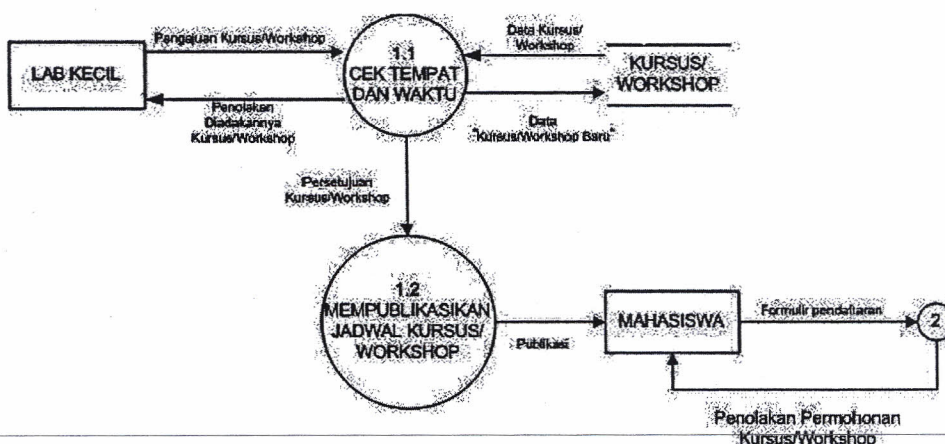 Pengajuan Kursus/Workshop
LAB KECIL
Penolakan
Diadakannya
Kursus/Workshop
1.1
CEK TEMPAT
DAN WAKTU
Data Kursus/
Workshop
KURSUS/
WORKSHOP
Data
"Kursus/Workshop Baru"
Persetujuan
Kursus/Workshop
1.2
MEMPUBLIKASIKAN
JADWAL KURSUS/
WORKSHOP
Publikasi
MAHASISWA
Formulir pendaftaran
2
Penolakan Permohonan
Kursus/Workshop